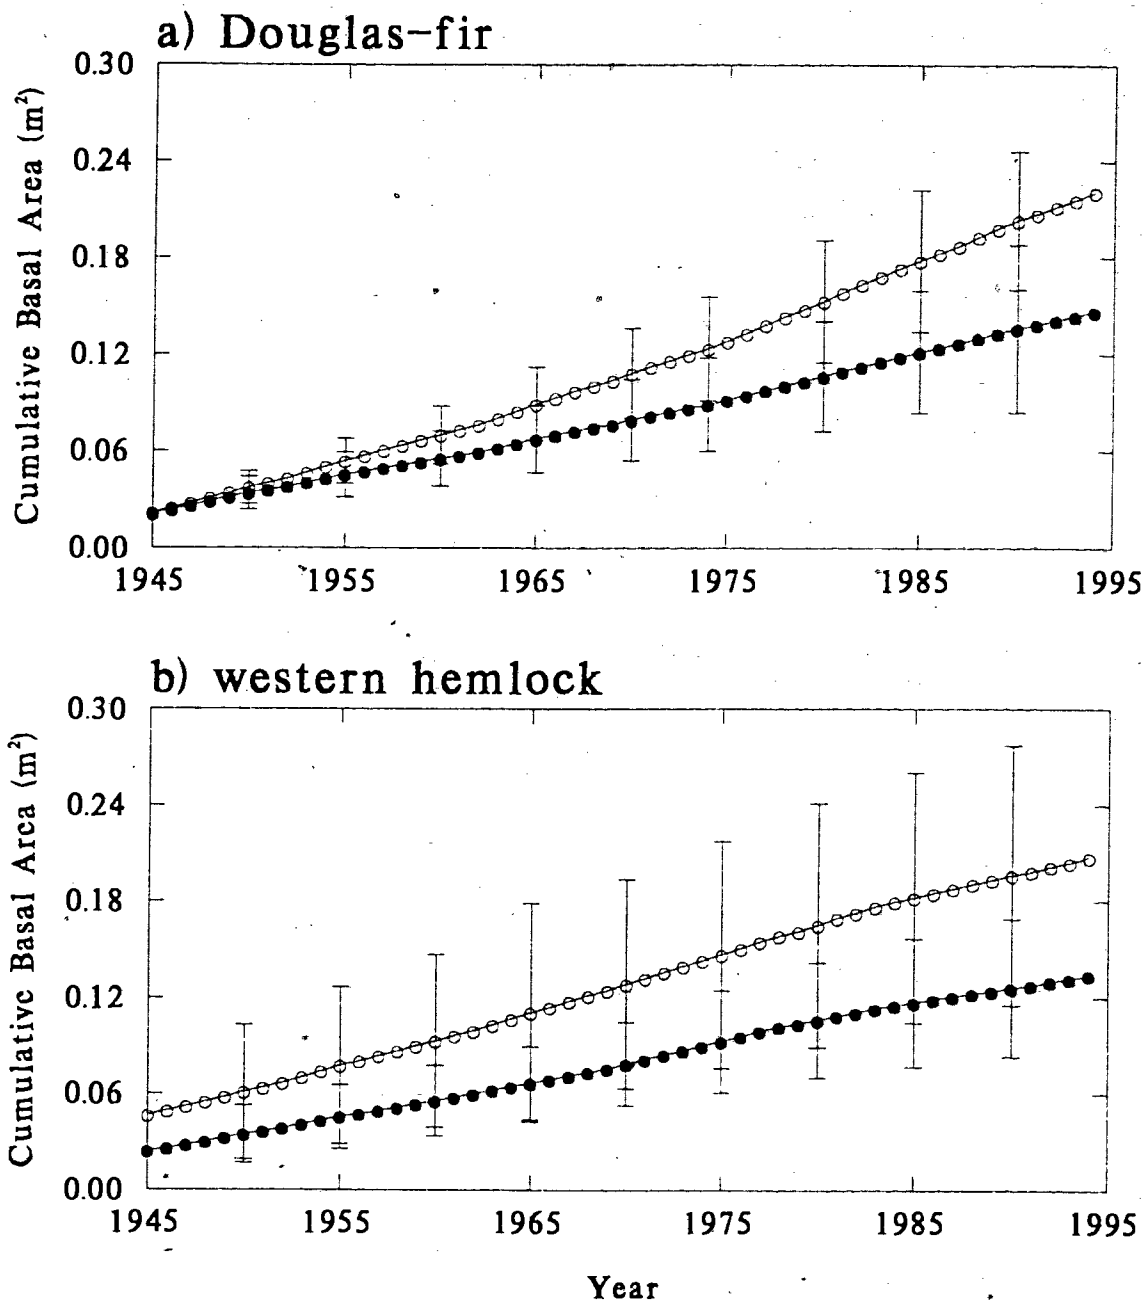 a) Douglas-fir
Cumulative Basal Area (m²)
0.30
0.24
0.18
0.12
0.06
0.00
1945 1955 1965 1975 1985 1995
b) western hemlock
Cumulative Basal Area (m²)
0.30
0.24
0.18
0.12
0.06
0.00
1945 1955 1965 1975 1985 1995
Year